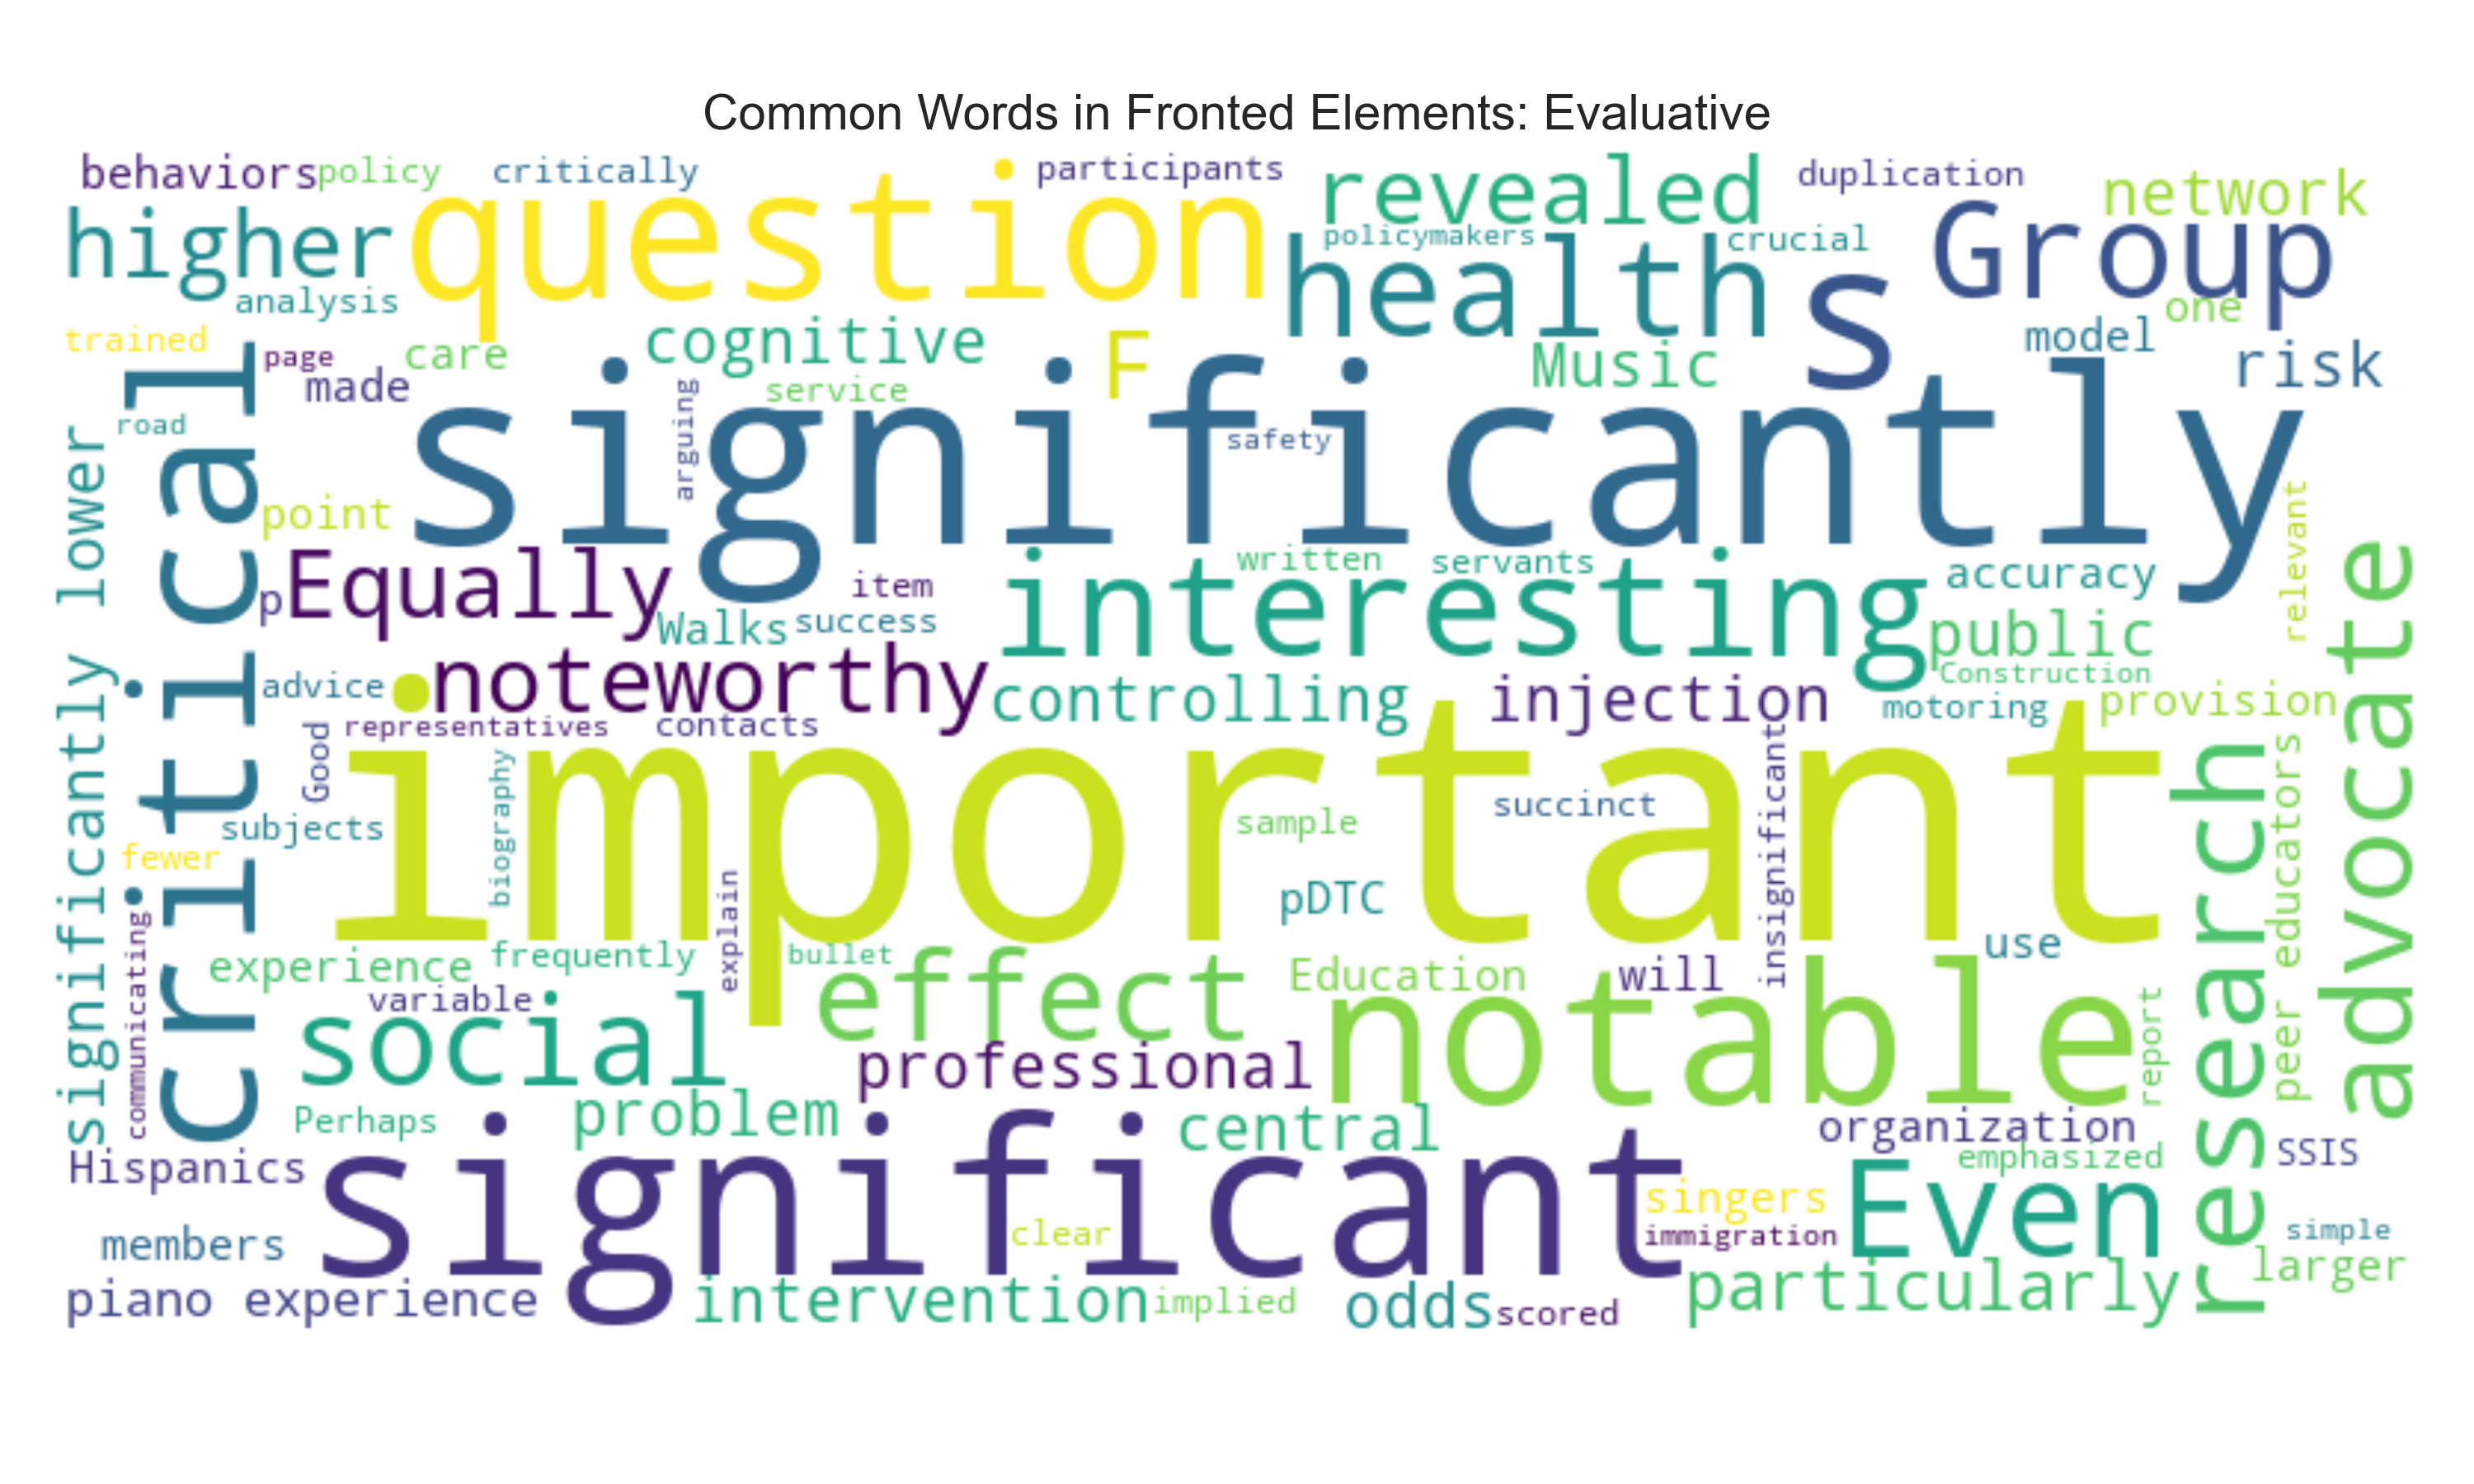 Common Words in Fronted Elements: Evaluative
behaviors
policy
critically
participants
revealed
duplication
network
higher
question
policymakers
crucial
Group
health
s
analysis
one
trained
page
care
cognitive
F
Music
model
risk
made
service
road
critical
significantly
arguing
safety
significantly lower
point
relevant
Equally
p
item
written
servants
interesting
accuracy
Walks
success
public
advocate
advice
noteworthy
controlling
injection
Construction
motoring
provision
representatives
contacts
Good
important
biography
insignificant
succinct
sample
subjects
fewer
research
peer educators
pDTC
explain
communicating
experience
frequently
bullet
effect
Education
will
use
variable
social
notable
report
professional
Perhaps
problem
central
organization
Hispanics
significant
emphasized
SSIS
singers
Even
members
clear
immigration
simple
larger
piano experience
intervention
implied
odds
scored
particularly